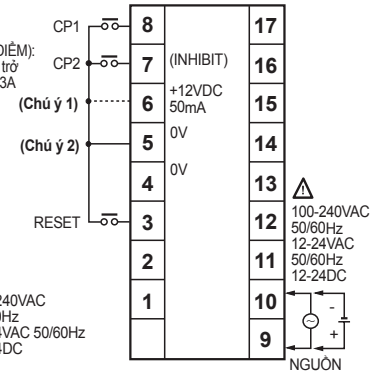 CP1 8 17
ĐIỂM):
trở
3A
CP2 7 (INHIBIT) 16
(Chú ý 1) 6 +12VDC 15
50mA
(Chú ý 2) 5 0V 14
4 0V 13
RESET 3 12
100-240VAC
50/60Hz
12-24VAC
50/60Hz
12-24DC
2 11
1 10
9
-
+
NGUỒN
240VAC
4VAC 50/60Hz